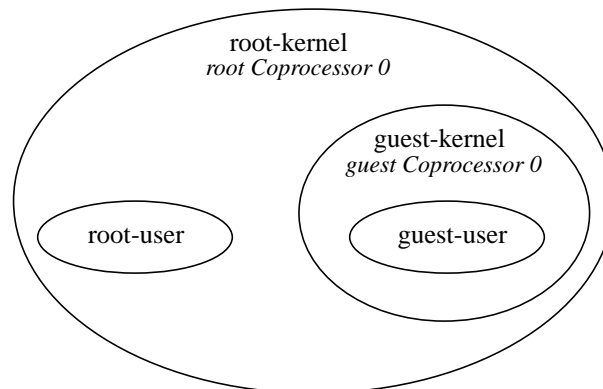 root-kernel
root Coprocessor 0
guest-kernel
guest Coprocessor 0
root-user
guest-user